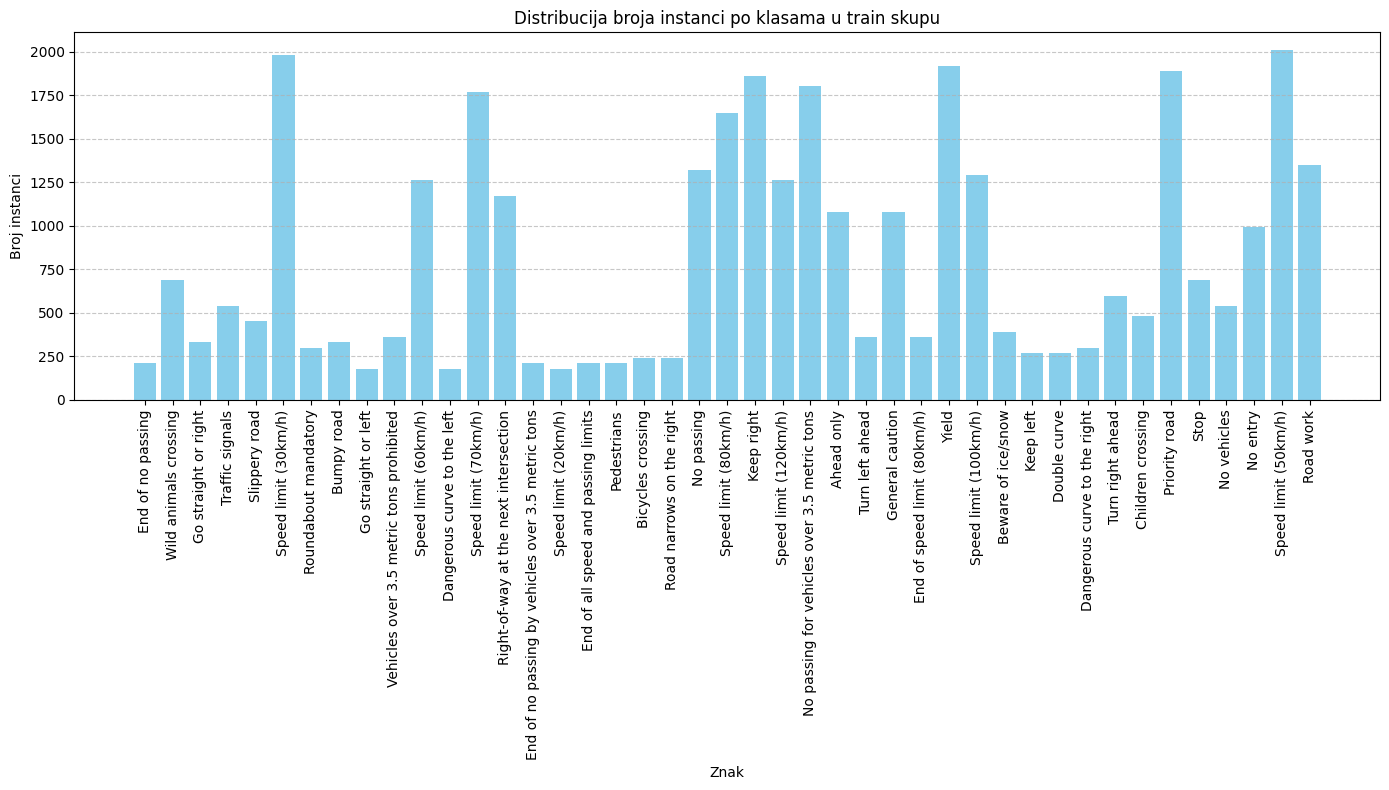 Distribucija broja instanci po klasama u train skupu
Broj instanci
2000
1750
1500
1250
1000
750
500
250
0
End of no passing
Wild animals crossing
Go straight or right
Traffic signals
Slippery road
Speed limit (30km/h)
Roundabout mandatory
Bumpy road
Go straight or left
Vehicles over 3.5 metric tons prohibited
Speed limit (60km/h)
Dangerous curve to the left
Speed limit (70km/h)
Right-of-way at the next intersection
End of no passing by vehicles over 3.5 metric tons
Speed limit (20km/h)
End of all speed and passing limits
Pedestrians
Bicycles crossing
Road narrows on the right
No passing
Speed limit (80km/h)
Keep right
Speed limit (120km/h)
No passing for vehicles over 3.5 metric tons
Ahead only
Turn left ahead
General caution
End of speed limit (80km/h)
Yield
Speed limit (100km/h)
Beware of ice/snow
Keep left
Double curve
Dangerous curve to the right
Turn right ahead
Children crossing
Priority road
Stop
No vehicles
No entry
Speed limit (50km/h)
Road work
Znak